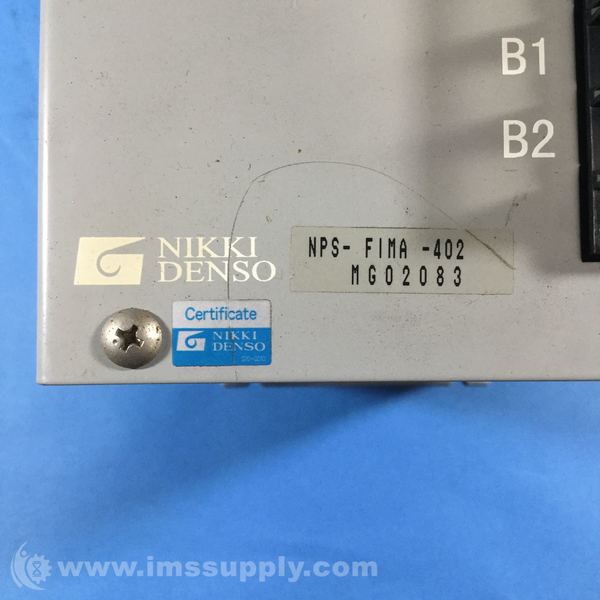 B1
B2
NIKKI
DENSO
NPS- FIMA -402
MG02083
Certificate
NIKKI
DENSO
www.imssupply.com